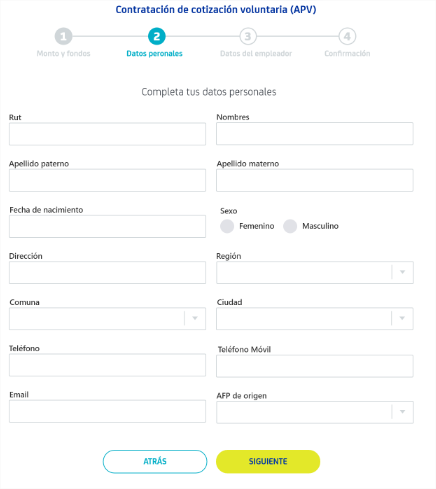 Contratación de cotización voluntaria (APV)
1 2 3 4
Monto y fondos Datos peronales Datos del empleador Confirmación
Completa tus datos personales
Rut Nombres
Apellido paterno Apellido materno
Fecha de nacimiento Sexo
Femenino Masculino
Dirección Región
Comuna Ciudad
Teléfono Teléfono Móvil
Email AFP de origen
ATRÁS SIGUIENTE